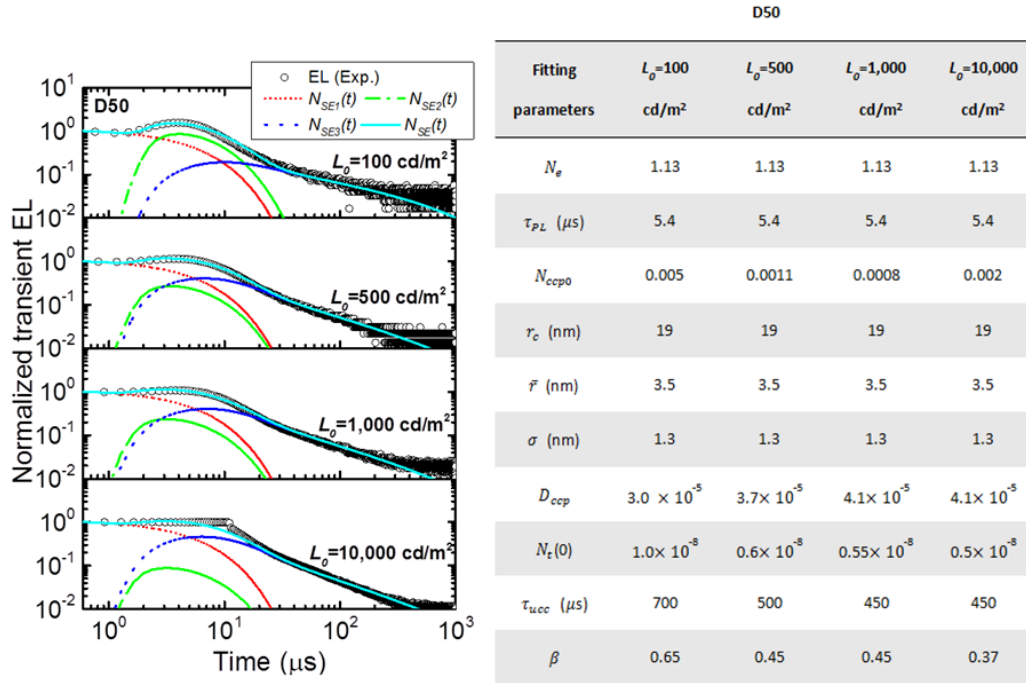 D50
EL (Exp.)
N_SE1(t) N_SE2(t)
N_SE3(t) N_SE(t)
10^1
10^0
10^-1
10^-2
L_0=100 cd/m²
10^1
10^0
10^-1
10^-2
L_0=500 cd/m²
10^1
10^0
10^-1
10^-2
L_0=1,000 cd/m²
10^1
10^0
10^-1
10^-2
L_0=10,000 cd/m²
10^0 10^1 10^2 10^3
Time (μs)
Normalized transient EL
D50
Fitting parameters L_0=100 cd/m² L_0=500 cd/m² L_0=1,000 cd/m² L_0=10,000 cd/m²
N_e 1.13 1.13 1.13 1.13
τ_PL (μs) 5.4 5.4 5.4 5.4
N_ccp0 0.005 0.0011 0.0008 0.002
r_c (nm) 19 19 19 19
r̄ (nm) 3.5 3.5 3.5 3.5
σ (nm) 1.3 1.3 1.3 1.3
D_ccp 3.0 × 10^-5 3.7× 10^-5 4.1× 10^-5 4.1× 10^-5
N_t(0) 1.0× 10^-8 0.6× 10^-8 0.55× 10^-8 0.5× 10^-8
τ_ucc (μs) 700 500 450 450
β 0.65 0.45 0.45 0.37